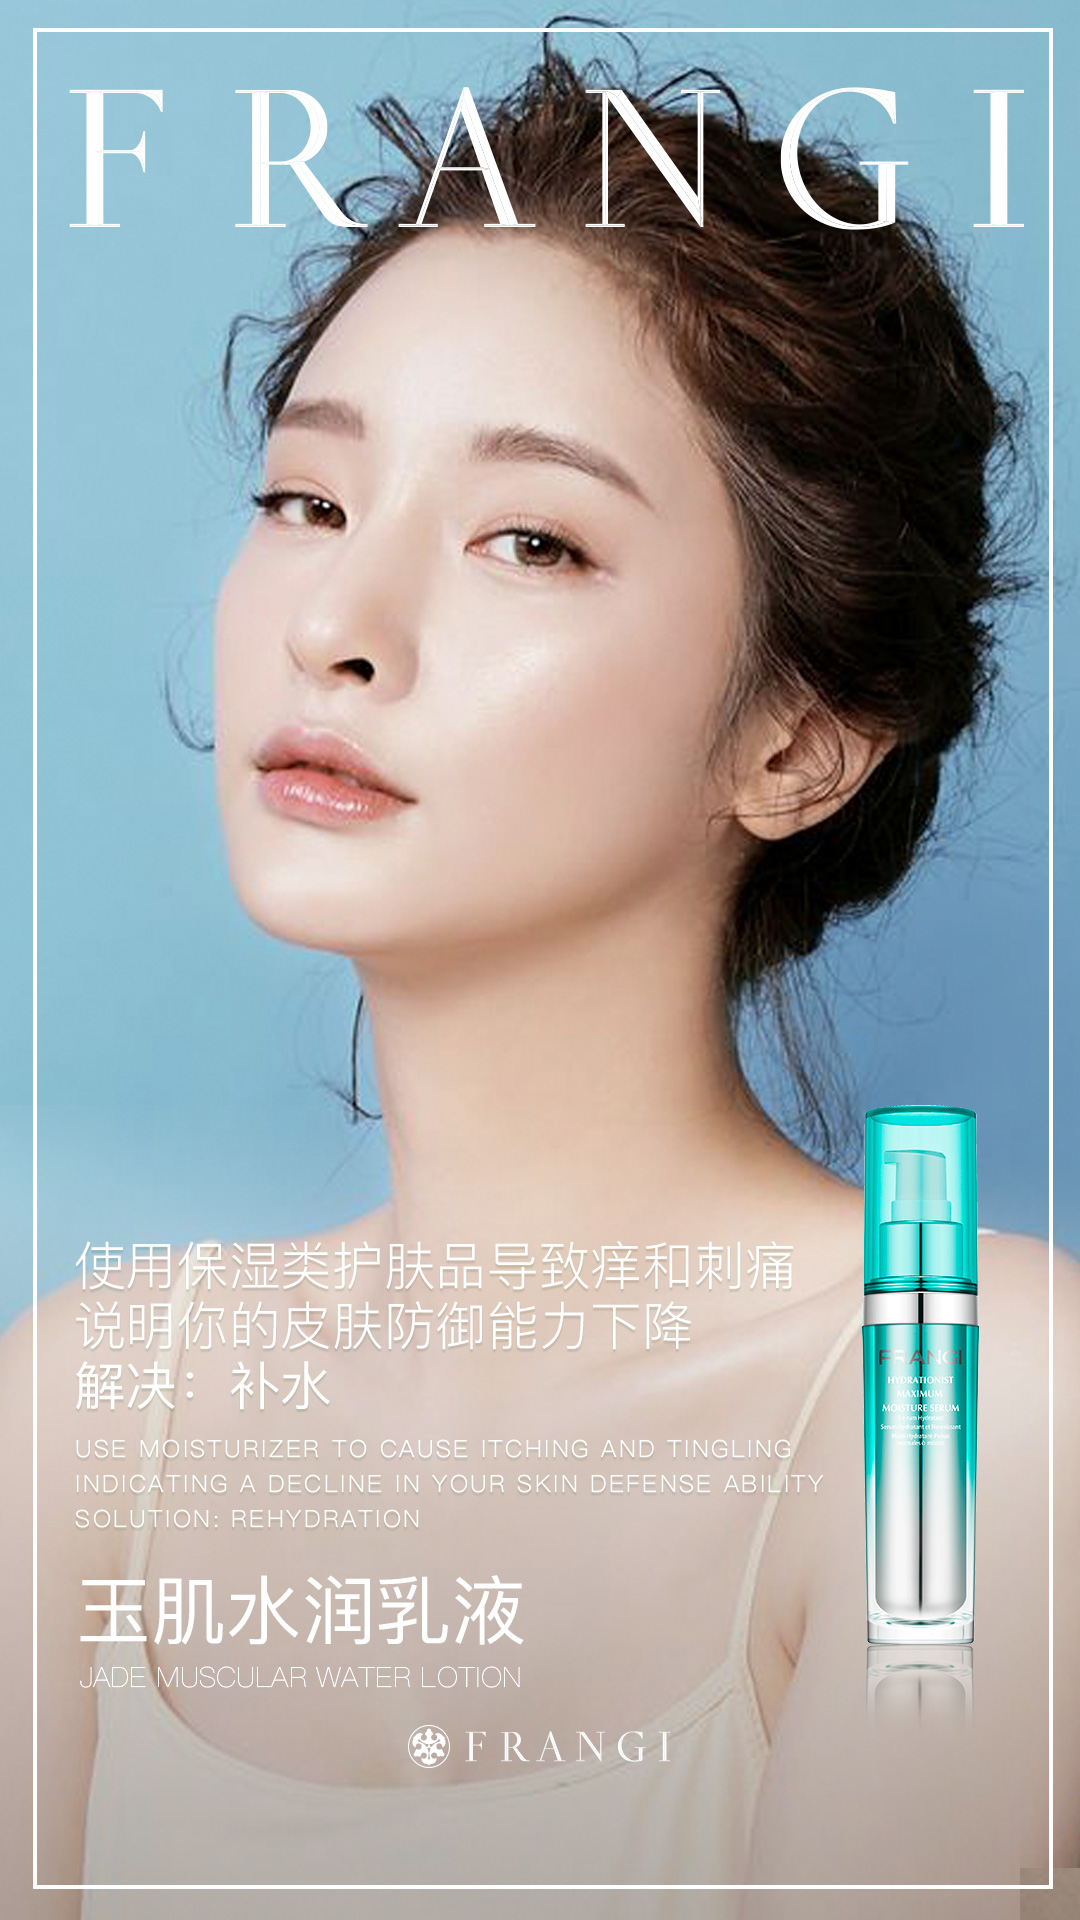 FRANGI
使用保湿类护肤品导致痒和刺痛
说明你的皮肤防御能力下降
解决：补水
USE MOISTURIZER TO CAUSE ITCHING AND TINGLING
INDICATING A DECLINE IN YOUR SKIN DEFENSE ABILITY
SOLUTION: REHYDRATION
玉肌水润乳液
JADE MUSCULAR WATER LOTION
FRANGI
FRANGI
HYDRATIONIST
MAXIMUM
MOISTURE SERUM